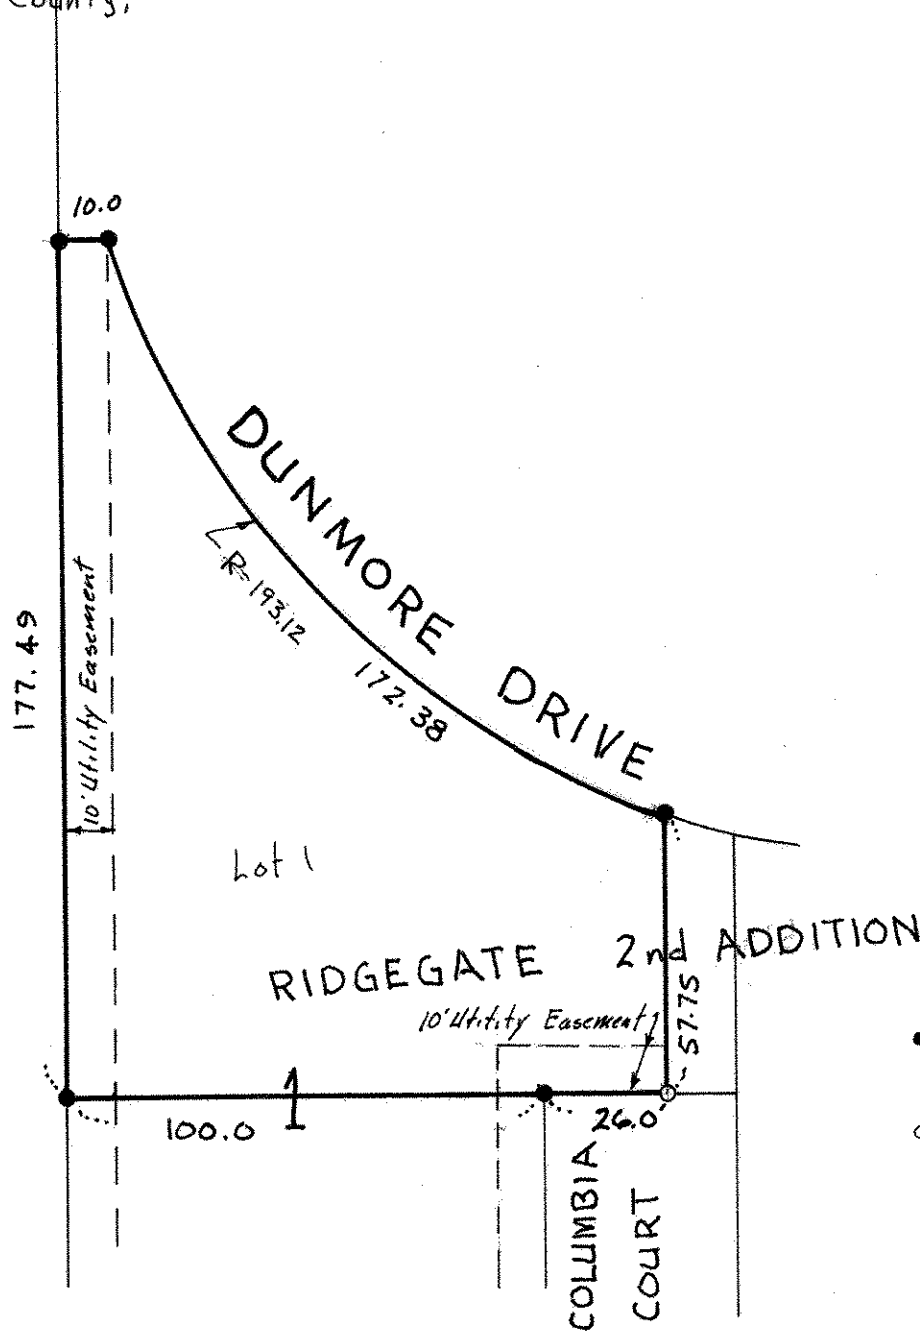 County,
10.0
DUNMORE DRIVE
R=193.12
172.38
177.49
10' Utility Easement
Lot 1
RIDGEGATE 2nd ADDITION
10' Utitity Easement
57.75
100.0
1
26.0
COLUMBIA
COURT